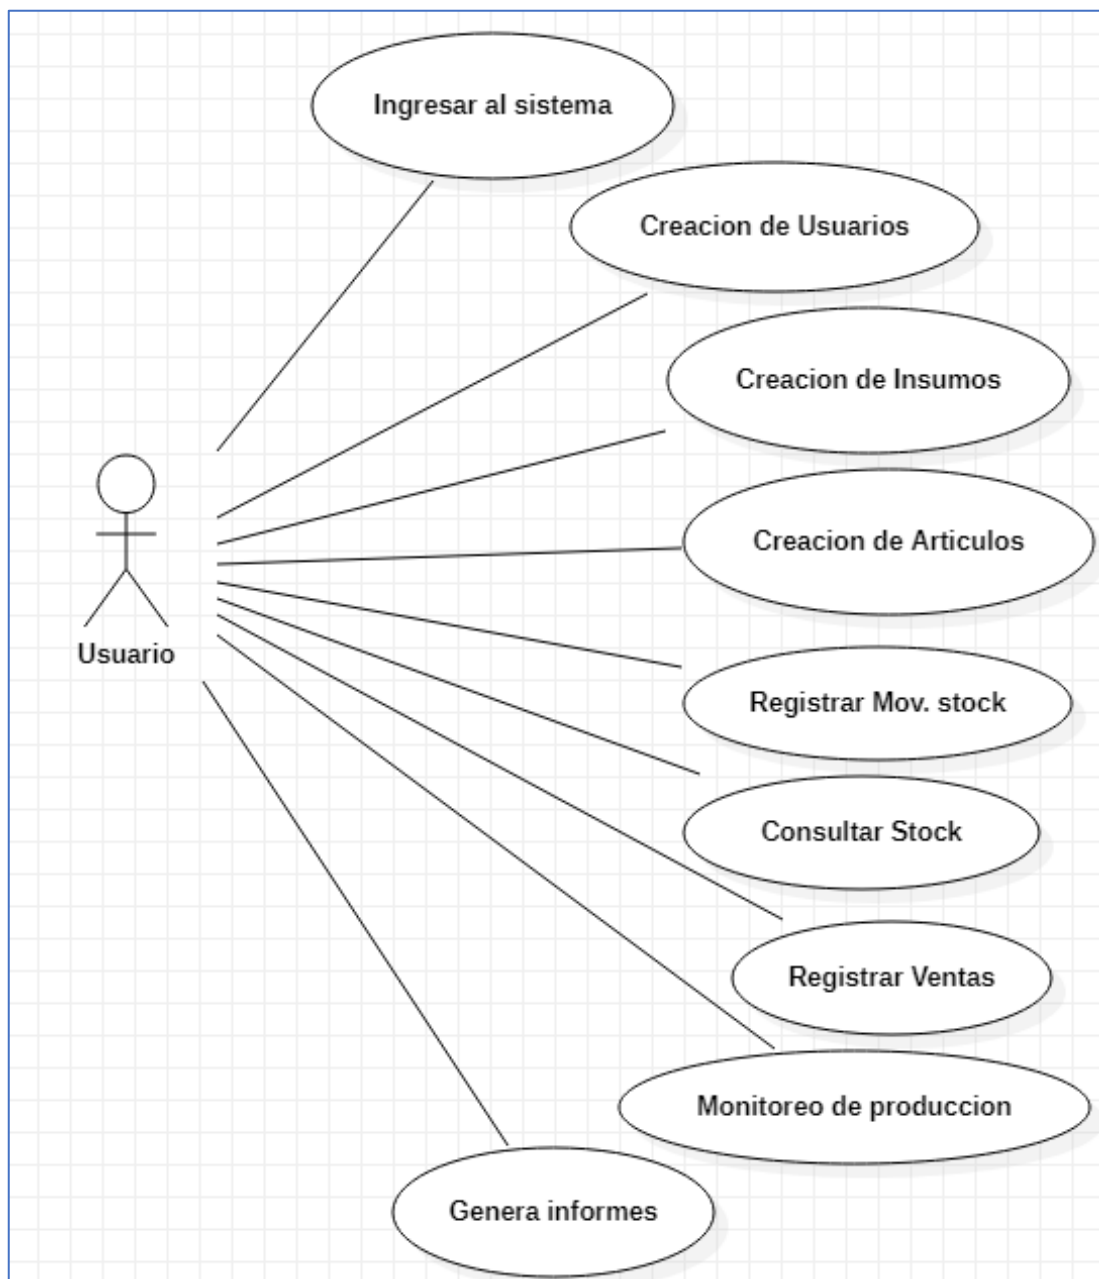 Ingresar al sistema
Creacion de Usuarios
Creacion de Insumos
Creacion de Articulos
Usuario
Registrar Mov. stock
Consultar Stock
Registrar Ventas
Monitoreo de produccion
Genera informes